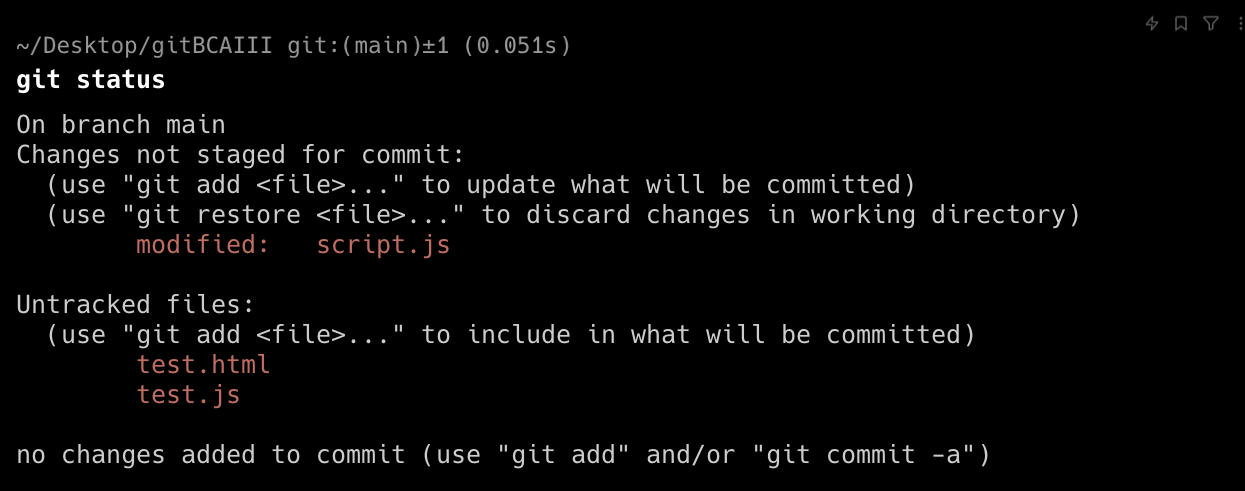 ~/Desktop/gitBCAIII git:(main)±1 (0.051s)
git status
On branch main
Changes not staged for commit:
  (use "git add <file>..." to update what will be committed)
  (use "git restore <file>..." to discard changes in working directory)
        modified:   script.js

Untracked files:
  (use "git add <file>..." to include in what will be committed)
        test.html
        test.js

no changes added to commit (use "git add" and/or "git commit -a")